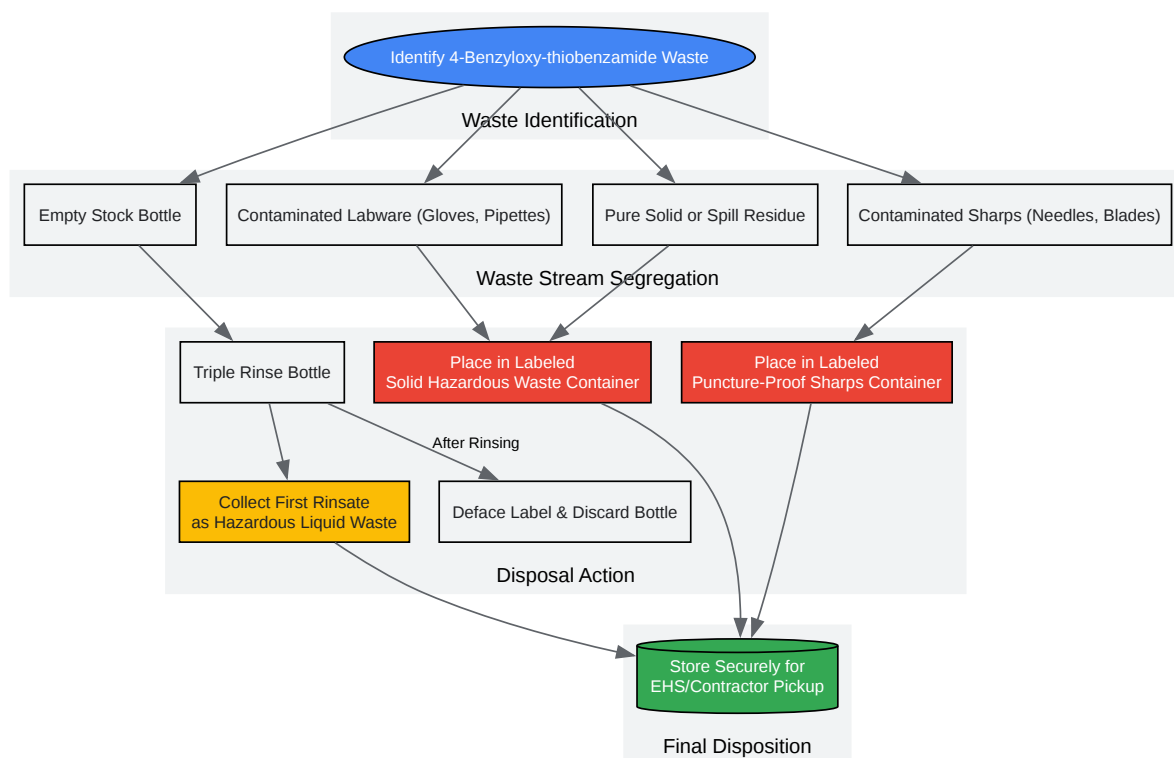 Identify 4-Benzyloxy-thiobenzamide Waste
Waste Identification
Empty Stock Bottle
Contaminated Labware (Gloves, Pipettes)
Pure Solid or Spill Residue
Contaminated Sharps (Needles, Blades)
Waste Stream Segregation
Triple Rinse Bottle
Place in Labeled
Solid Hazardous Waste Container
Place in Labeled
Puncture-Proof Sharps Container
After Rinsing
Collect First Rinsate
as Hazardous Liquid Waste
Deface Label & Discard Bottle
Disposal Action
Store Securely for
EHS/Contractor Pickup
Final Disposition